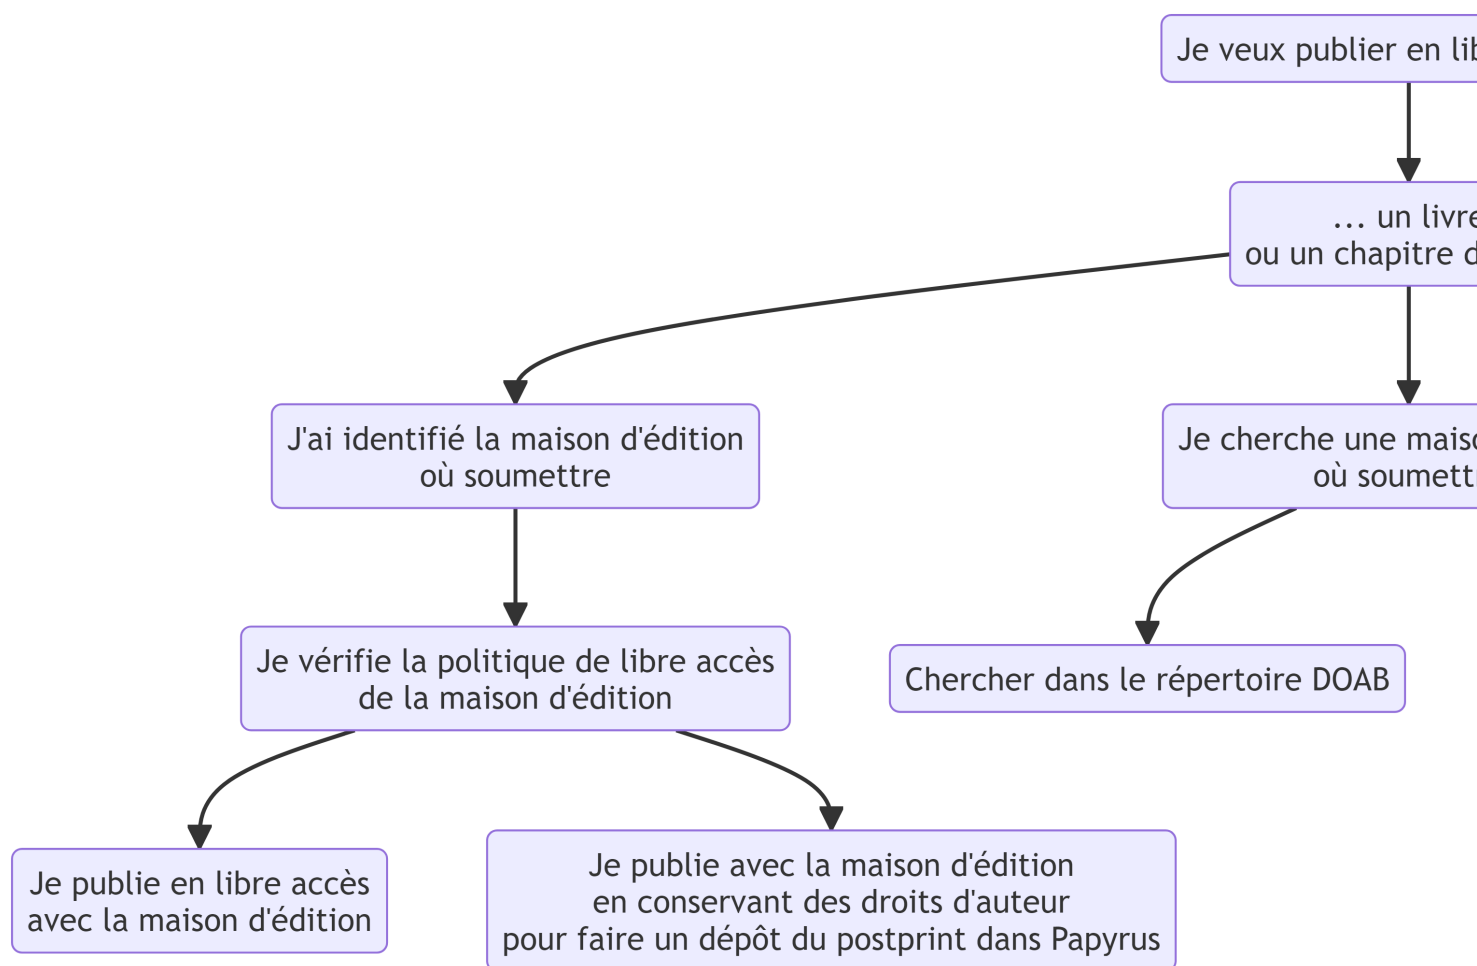 Je veux publier en lib
... un livre
ou un chapitre d
J'ai identifié la maison d'édition
où soumettre
Je cherche une maiso
où soumettr
Je vérifie la politique de libre accès
de la maison d'édition
Chercher dans le répertoire DOAB
Je publie en libre accès
avec la maison d'édition
Je publie avec la maison d'édition
en conservant des droits d'auteur
pour faire un dépôt du postprint dans Papyrus